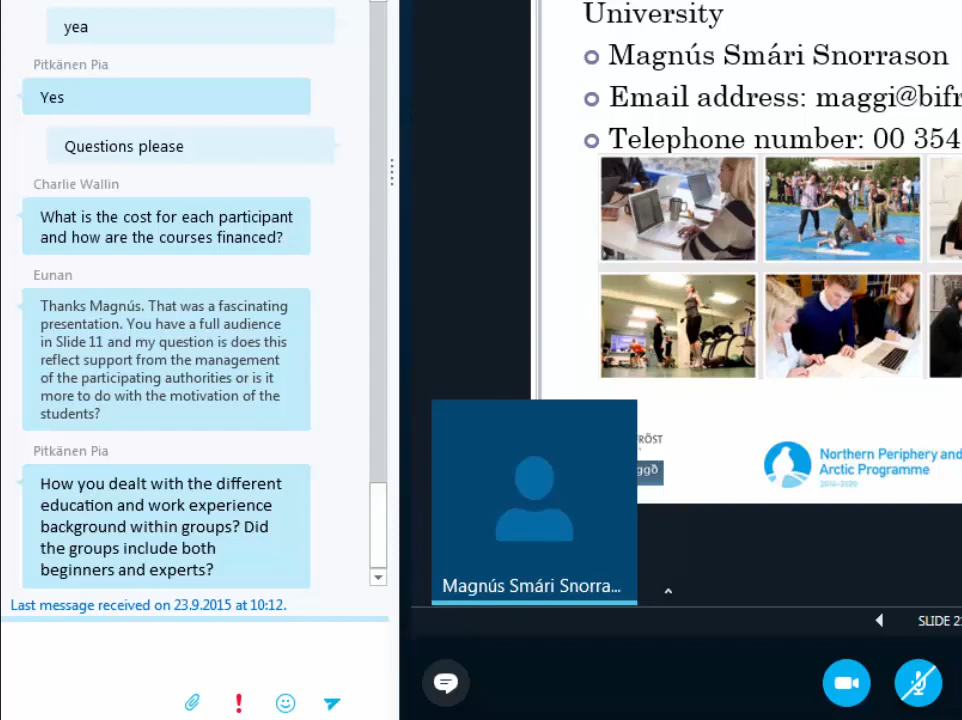 yea
Pitkänen Pia
Yes
Questions please
Charlie Wallin
What is the cost for each participant
and how are the courses financed?
Eunan
Thanks Magnús. That was a fascinating
presentation. You have a full audience
in Slide 11 and my question is does this
reflect support from the management
of the participating authorities or is it
more to do with the motivation of the
students?
Pitkänen Pia
How you dealt with the different
education and work experience
background within groups? Did
the groups include both
beginners and experts?
Last message received on 23.9.2015 at 10:12.
University
Magnús Smári Snorrason
Email address: maggi@bifr
Telephone number: 00 354
RÖST
ggð
Northern Periphery and
Arctic Programme
2014–2020
Magnús Smári Snorra...
SLIDE 2